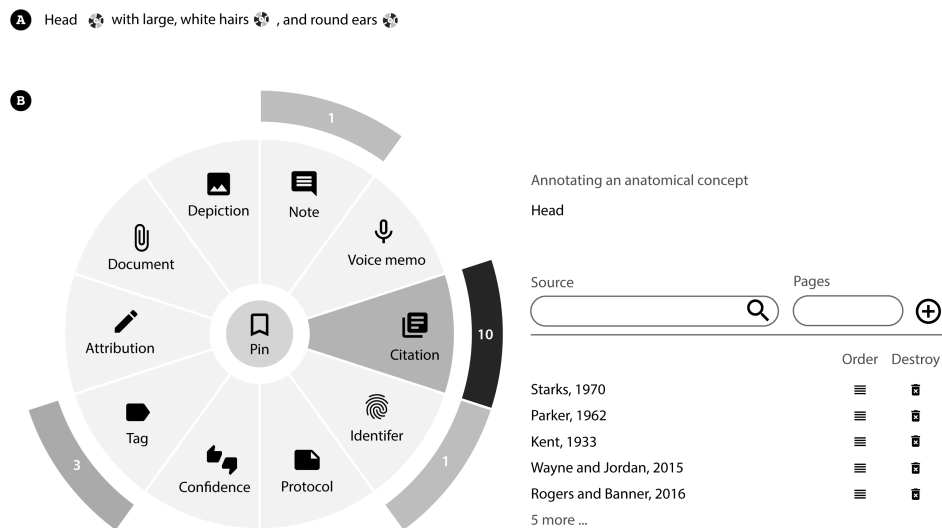 A Head with large, white hairs , and round ears
B
1
Depiction
Note
Document
Voice memo
Attribution
Pin
Citation
10
Tag
Identifer
3
1
Confidence
Protocol
Annotating an anatomical concept
Head
Source Pages
Order Destroy
Starks, 1970
Parker, 1962
Kent, 1933
Wayne and Jordan, 2015
Rogers and Banner, 2016
5 more ...